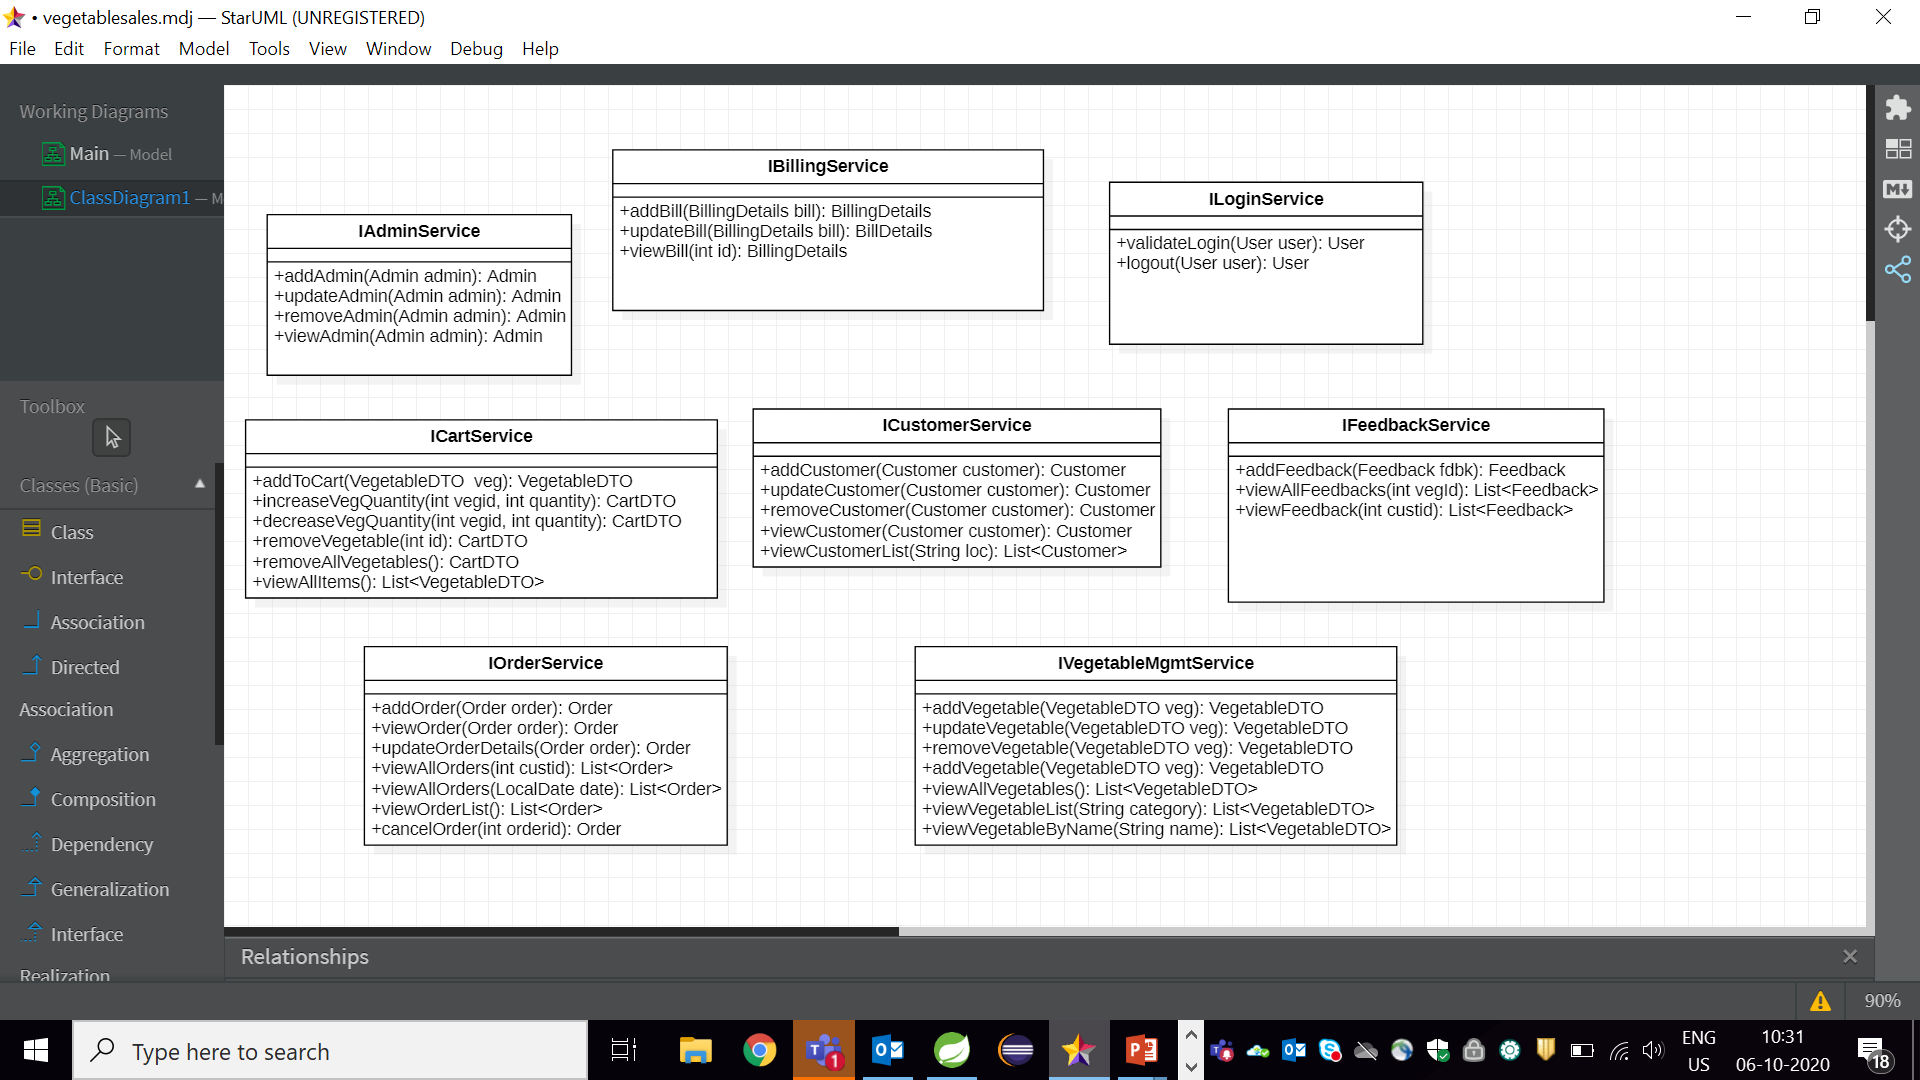 vegetablesales.mdj — StarUML (UNREGISTERED)
File Edit Format Model Tools View Window Debug Help
Working Diagrams
Main — Model
ClassDiagram1 — M
Toolbox
Classes (Basic)
Class
Interface
Association
Directed
Association
Aggregation
Composition
Dependency
Generalization
Interface
Realization
IAdminService
+addAdmin(Admin admin): Admin
+updateAdmin(Admin admin): Admin
+removeAdmin(Admin admin): Admin
+viewAdmin(Admin admin): Admin
IBillingService
+addBill(BillingDetails bill): BillingDetails
+updateBill(BillingDetails bill): BillDetails
+viewBill(int id): BillingDetails
ILoginService
+validateLogin(User user): User
+logout(User user): User
ICartService
+addToCart(VegetableDTO  veg): VegetableDTO
+increaseVegQuantity(int vegid, int quantity): CartDTO
+decreaseVegQuantity(int vegid, int quantity): CartDTO
+removeVegetable(int id): CartDTO
+removeAllVegetables(): CartDTO
+viewAllItems(): List<VegetableDTO>
ICustomerService
+addCustomer(Customer customer): Customer
+updateCustomer(Customer customer): Customer
+removeCustomer(Customer customer): Customer
+viewCustomer(Customer customer): Customer
+viewCustomerList(String loc): List<Customer>
IFeedbackService
+addFeedback(Feedback fdbk): Feedback
+viewAllFeedbacks(int vegId): List<Feedback>
+viewFeedback(int custid): List<Feedback>
IOrderService
+addOrder(Order order): Order
+viewOrder(Order order): Order
+updateOrderDetails(Order order): Order
+viewAllOrders(int custid): List<Order>
+viewAllOrders(LocalDate date): List<Order>
+viewOrderList(): List<Order>
+cancelOrder(int orderid): Order
IVegetableMgmtService
+addVegetable(VegetableDTO veg): VegetableDTO
+updateVegetable(VegetableDTO veg): VegetableDTO
+removeVegetable(VegetableDTO veg): VegetableDTO
+addVegetable(VegetableDTO veg): VegetableDTO
+viewAllVegetables(): List<VegetableDTO>
+viewVegetableList(String category): List<VegetableDTO>
+viewVegetableByName(String name): List<VegetableDTO>
Relationships
90%
Type here to search
ENG
US
10:31
06-10-2020
18